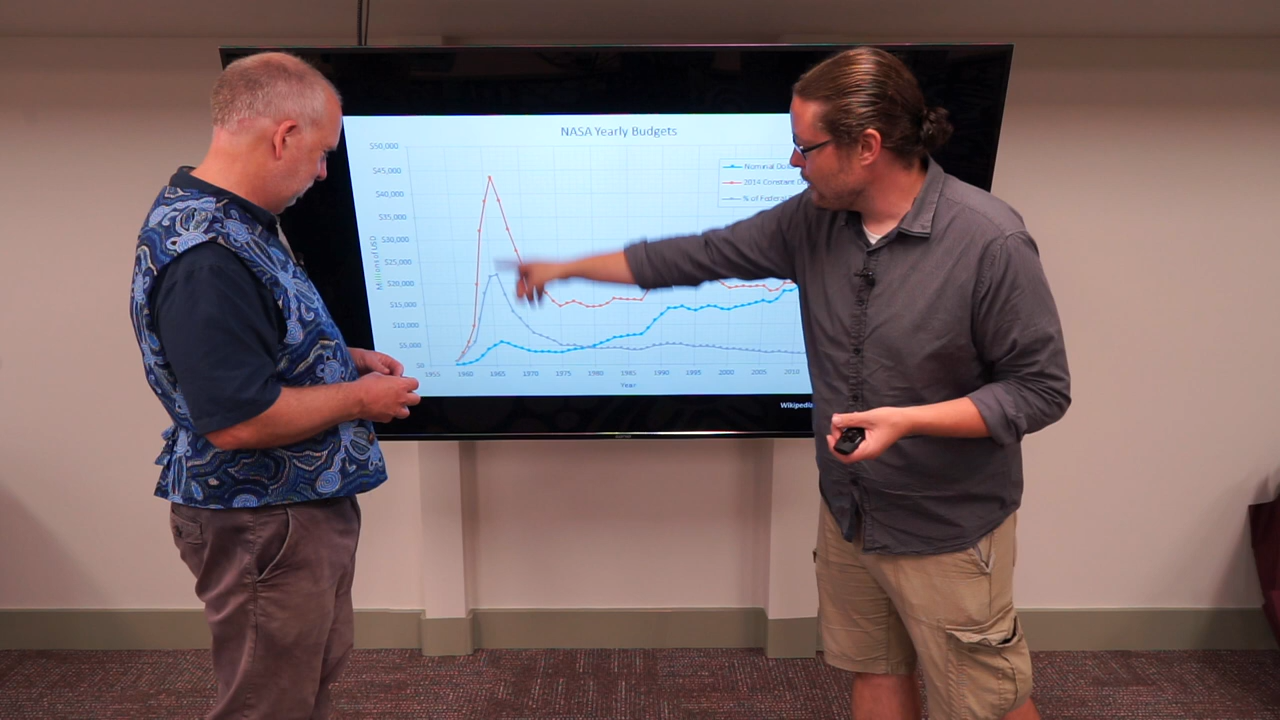 NASA Yearly Budgets
$50,000
$45,000
$40,000
$35,000
$30,000
$25,000
$20,000
$15,000
$10,000
$5,000
$0
Millions of USD
Nominal Do
2014 Constant Do
% of Federal
1955 1960 1965 1970 1975 1980 1985 1990 1995 2000 2005 2010
Year
Wikipedia